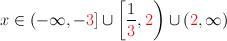 x ∈ (−∞, −3] ∪ [1/3, 2) ∪ (2, ∞)